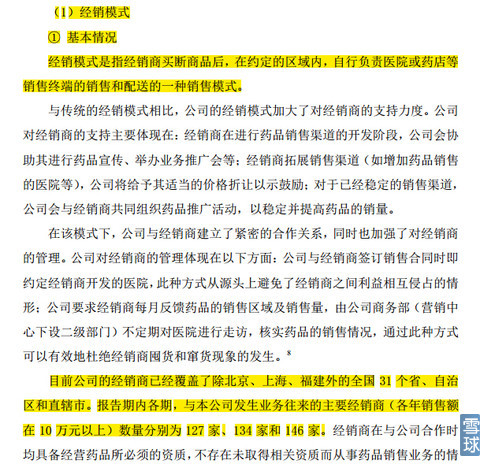 （1）经销模式
① 基本情况
经销模式是指经销商买断商品后，在约定的区域内，自行负责医院或药店等
销售终端的销售和配送的一种销售模式。
与传统的经销模式相比，公司的经销模式加大了对经销商的支持力度。公司
对经销商的支持主要体现在：经销商在进行药品销售渠道的开发阶段，公司会协
助其进行药品宣传、举办业务推广会等；经销商拓展销售渠道（如增加药品销售
的医院等），公司将给予其适当的价格折让以示鼓励；对于已经稳定的销售渠道，
公司会与经销商共同组织药品推广活动，以稳定并提高药品的销量。
在该模式下，公司与经销商建立了紧密的合作关系，同时也加强了对经销商
的管理。公司对经销商的管理体现在以下方面：公司与经销商签订销售合同时即
约定经销商开发的医院，此种方式从源头上避免了经销商之间利益相互侵占的情
形；公司要求经销商每月反馈药品的销售区域及销售量，由公司商务部（营销中
心下设二级部门）不定期对医院进行走访，核实药品的销售情况，通过此种方式
可以有效地杜绝经销商囤货和窜货现象的发生。8
目前公司的经销商已经覆盖了除北京、上海、福建外的全国 31 个省、自治
区和直辖市。报告期内各期，与本公司发生业务往来的主要经销商（各年销售额
在 10 万元以上）数量分别为 127 家、134 家和 146 家。经销商在与公司合作时
均具备经营药品所必须的资质，不存在未取得相关资质而从事药品销售业务的情
雪球